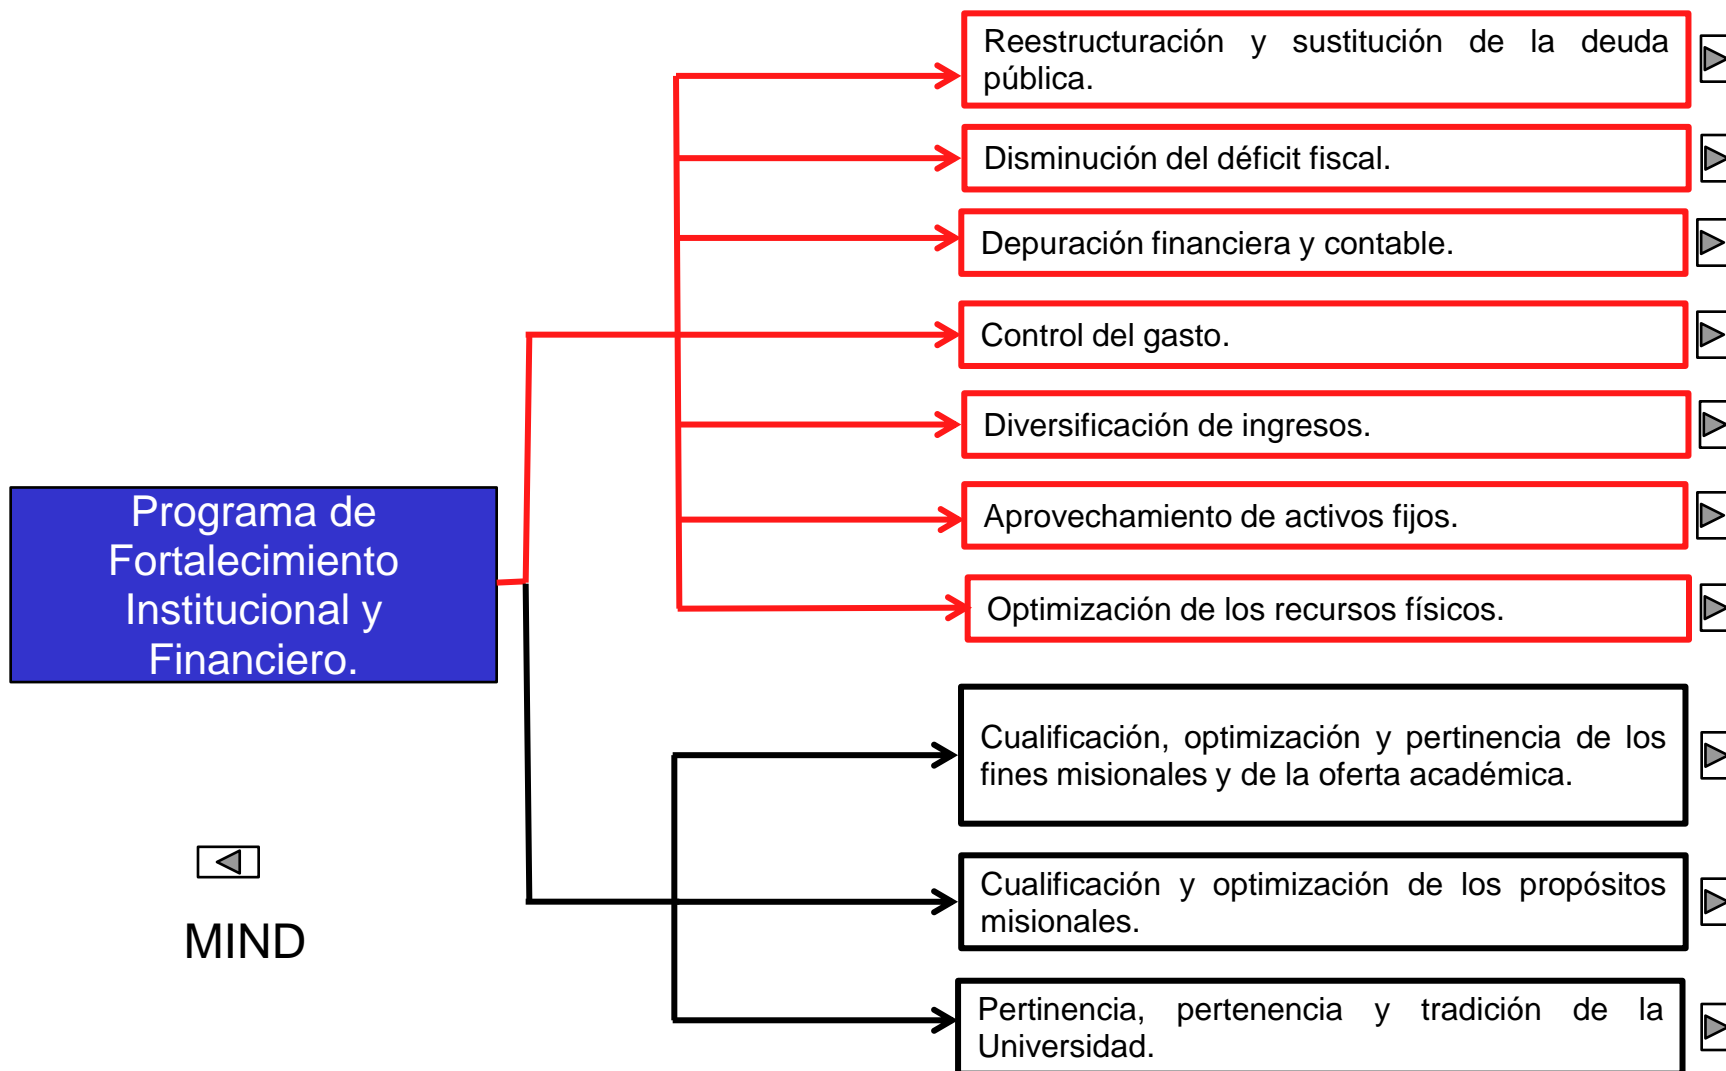 Reestructuración y sustitución de la deuda
pública.
Disminución del déficit fiscal.
Depuración financiera y contable.
Control del gasto.
Diversificación de ingresos.
Aprovechamiento de activos fijos.
Optimización de los recursos físicos.
Programa de
Fortalecimiento
Institucional y
Financiero.
Cualificación, optimización y pertinencia de los
fines misionales y de la oferta académica.
Cualificación y optimización de los propósitos
misionales.
MIND
Pertinencia, pertenencia y tradición de la
Universidad.